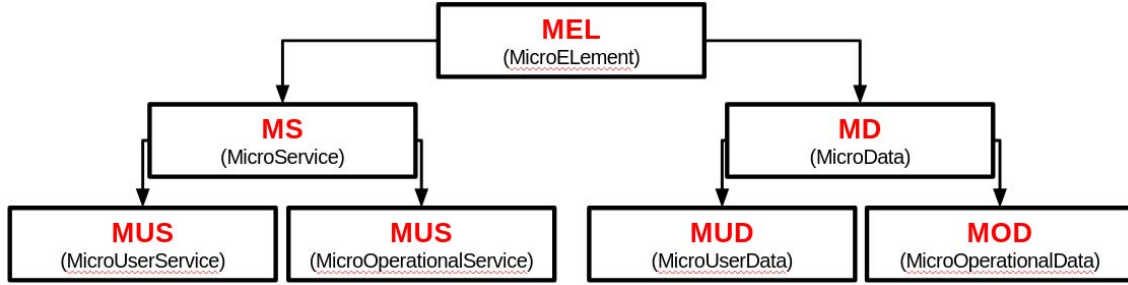 MEL
(MicroELement)
MS
(MicroService)
MD
(MicroData)
MUS
(MicroUserService)
MUS
(MicroOperationalService)
MUD
(MicroUserData)
MOD
(MicroOperationalData)